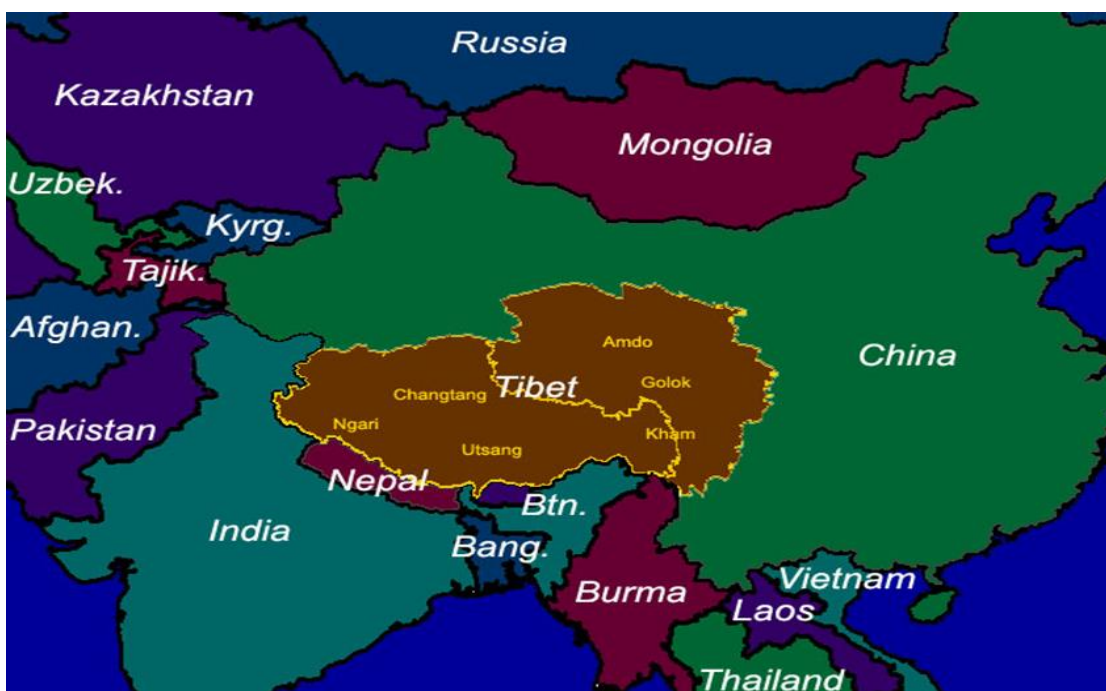 Russia
Kazakhstan
Mongolia
Uzbek.
Kyrg.
Tajik.
Afghan.
Amdo
China
Tibet
Golok
Changtang
Ngari
Pakistan
Kham
Utsang
Nepal
Btn.
India
Bang.
Vietnam
Burma
Laos
Thailand